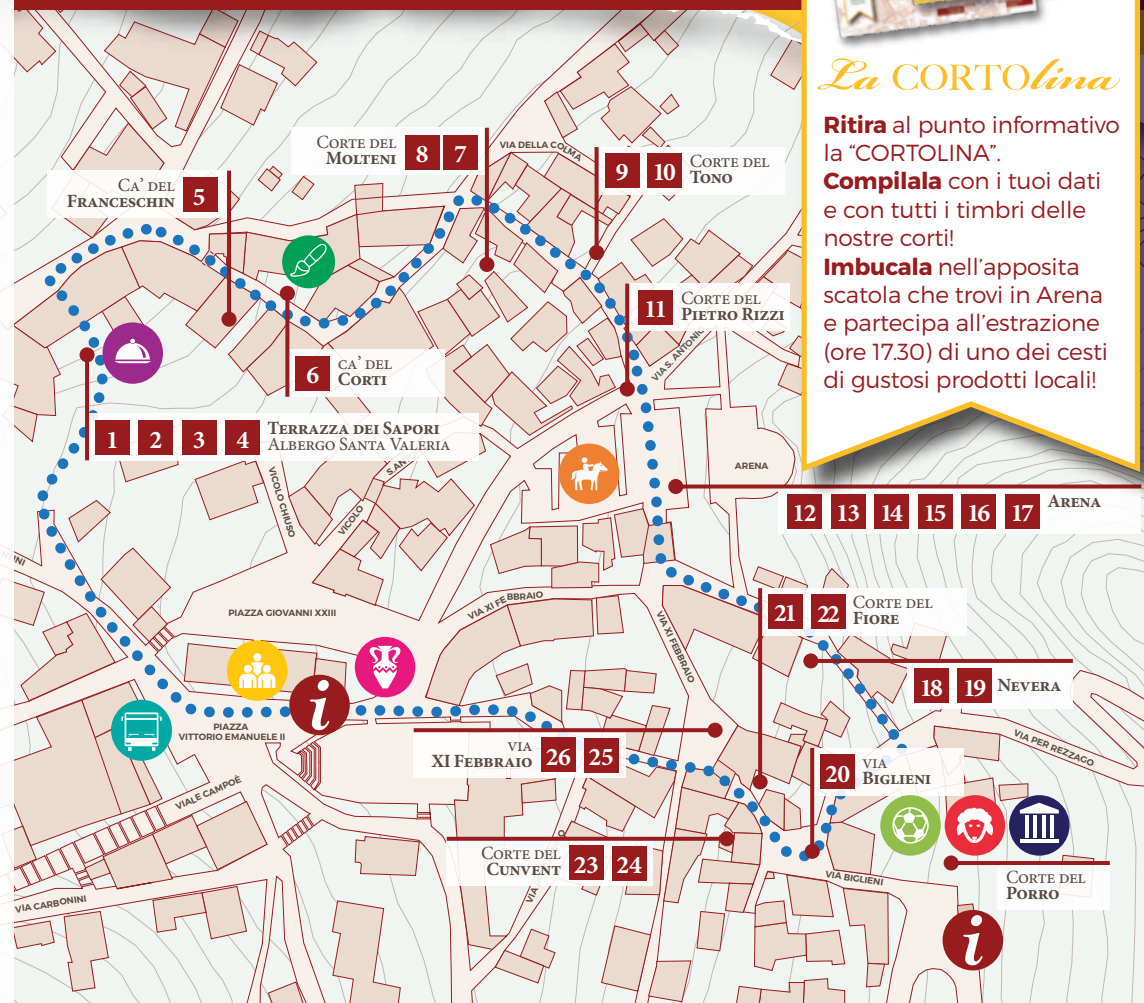 La CORTOlina
Ritira al punto informativo
la “CORTOLINA”.
Compilala con i tuoi dati
e con tutti i timbri delle
nostre corti!
Imbucala nell’apposita
scatola che trovi in Arena
e partecipa all’estrazione
(ore 17.30) di uno dei cesti
di gustosi prodotti locali!
CORTE DEL
MOLTENI
8 7
VIA DELLA COLMA
9 10
CORTE DEL
TONO
CA’ DEL
FRANCESCHIN
5
11
CORTE DEL
PIETRO RIZZI
VIA S. ANTONIO
6
CA’ DEL
CORTI
1 2 3 4
TERRAZZA DEI SAPORI
ALBERGO SANTA VALERIA
ARENA
VICOLO CHIUSO
VICOLO
S.AN
12 13 14 15 16 17
ARENA
PIAZZA GIOVANNI XXIII
VIA XI FEBBRAIO
VIA XI FEBBRAIO
21 22
CORTE DEL
FIORE
18 19
NEVERA
i
PIAZZA
VITTORIO EMANUELE II
VIA
XI FEBBRAIO
26 25
VIA PER REZZAGO
20
VIA
BIGLIENI
VIALE CAMPOÈ
CORTE DEL
CUNVENT
23 24
VIA BIGLIENI
CORTE DEL
PORRO
VIA CARBONINI
i